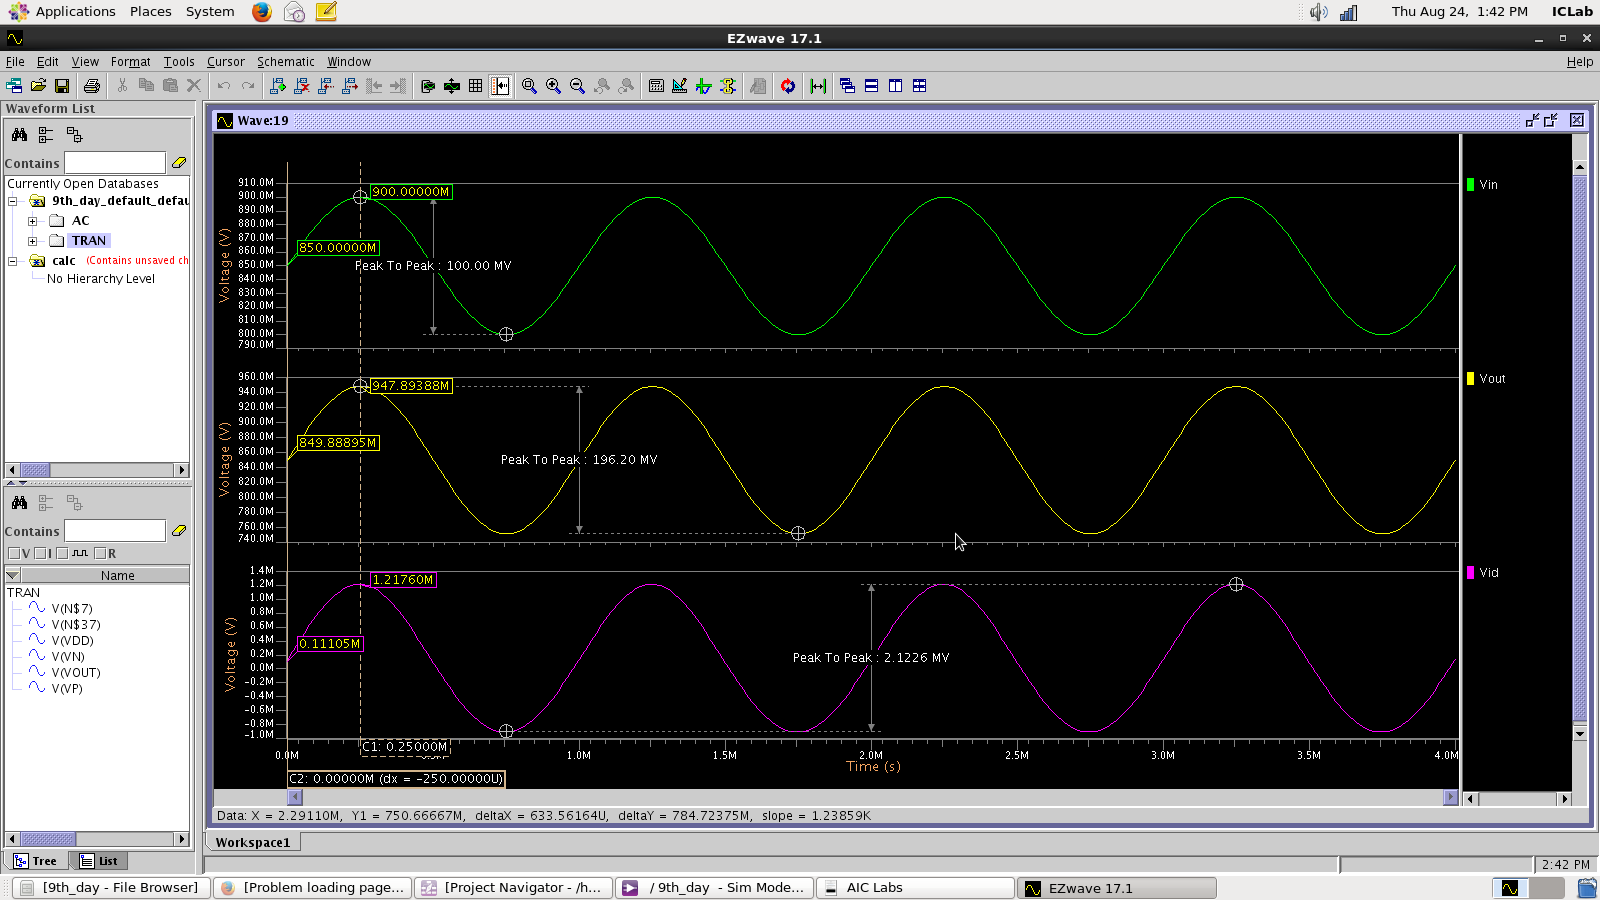 Applications Places System Thu Aug 24, 1:42 PM ICLab
EZwave 17.1
File Edit View Format Tools Cursor Schematic Window Help
Waveform List
Contains
Currently Open Databases
9th_day_default_defau
AC
TRAN
calc (Contains unsaved ch
No Hierarchy Level
Contains
V I R
Name
TRAN
V(N$7)
V(N$37)
V(VDD)
V(VN)
V(VOUT)
V(VP)
Tree List
Wave:19
910.0M
900.0M
890.0M
880.0M
870.0M
860.0M
850.0M
840.0M
830.0M
820.0M
810.0M
800.0M
790.0M
Voltage (V)
900.00000M
850.00000M
Peak To Peak : 100.00 MV
Vin
960.0M
940.0M
920.0M
900.0M
880.0M
860.0M
840.0M
820.0M
800.0M
780.0M
760.0M
740.0M
Voltage (V)
947.89388M
849.88895M
Peak To Peak : 196.20 MV
Vout
1.4M
1.2M
1.0M
0.8M
0.6M
0.4M
0.2M
0.0M
-0.2M
-0.4M
-0.6M
-0.8M
-1.0M
Voltage (V)
1.21760M
0.11105M
Peak To Peak : 2.1226 MV
Vid
C1: 0.25000M
0.0M 1.0M 1.5M 2.0M 2.5M 3.0M 3.5M 4.0M
Time (s)
C2: 0.00000M (dx = -250.00000U)
Data: X = 2.29110M, Y1 = 750.66667M, deltaX = 633.56164U, deltaY = 784.72375M, slope = 1.23859K
Workspace1
2:42 PM
[9th_day - File Browser] [Problem loading page... [Project Navigator - /h... / 9th_day - Sim Mode... AIC Labs EZwave 17.1